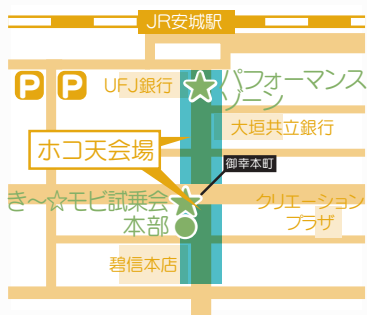 JR安城駅
P P UFJ銀行
パフォーマンス
ゾーン
大垣共立銀行
ホコ天会場
御幸本町
き〜☆モビ試乗会
本部
クリエーション
プラザ
碧信本店